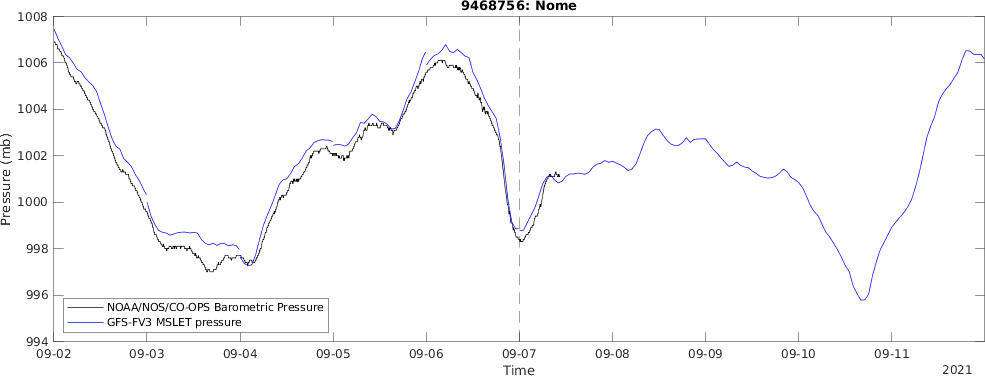 9468756: Nome
1008
1006
1004
1002
1000
998
996
994
Pressure (mb)
NOAA/NOS/CO-OPS Barometric Pressure
GFS-FV3 MSLET pressure
09-02 09-03 09-04 09-05 09-06 09-07 09-08 09-09 09-10 09-11
Time
2021